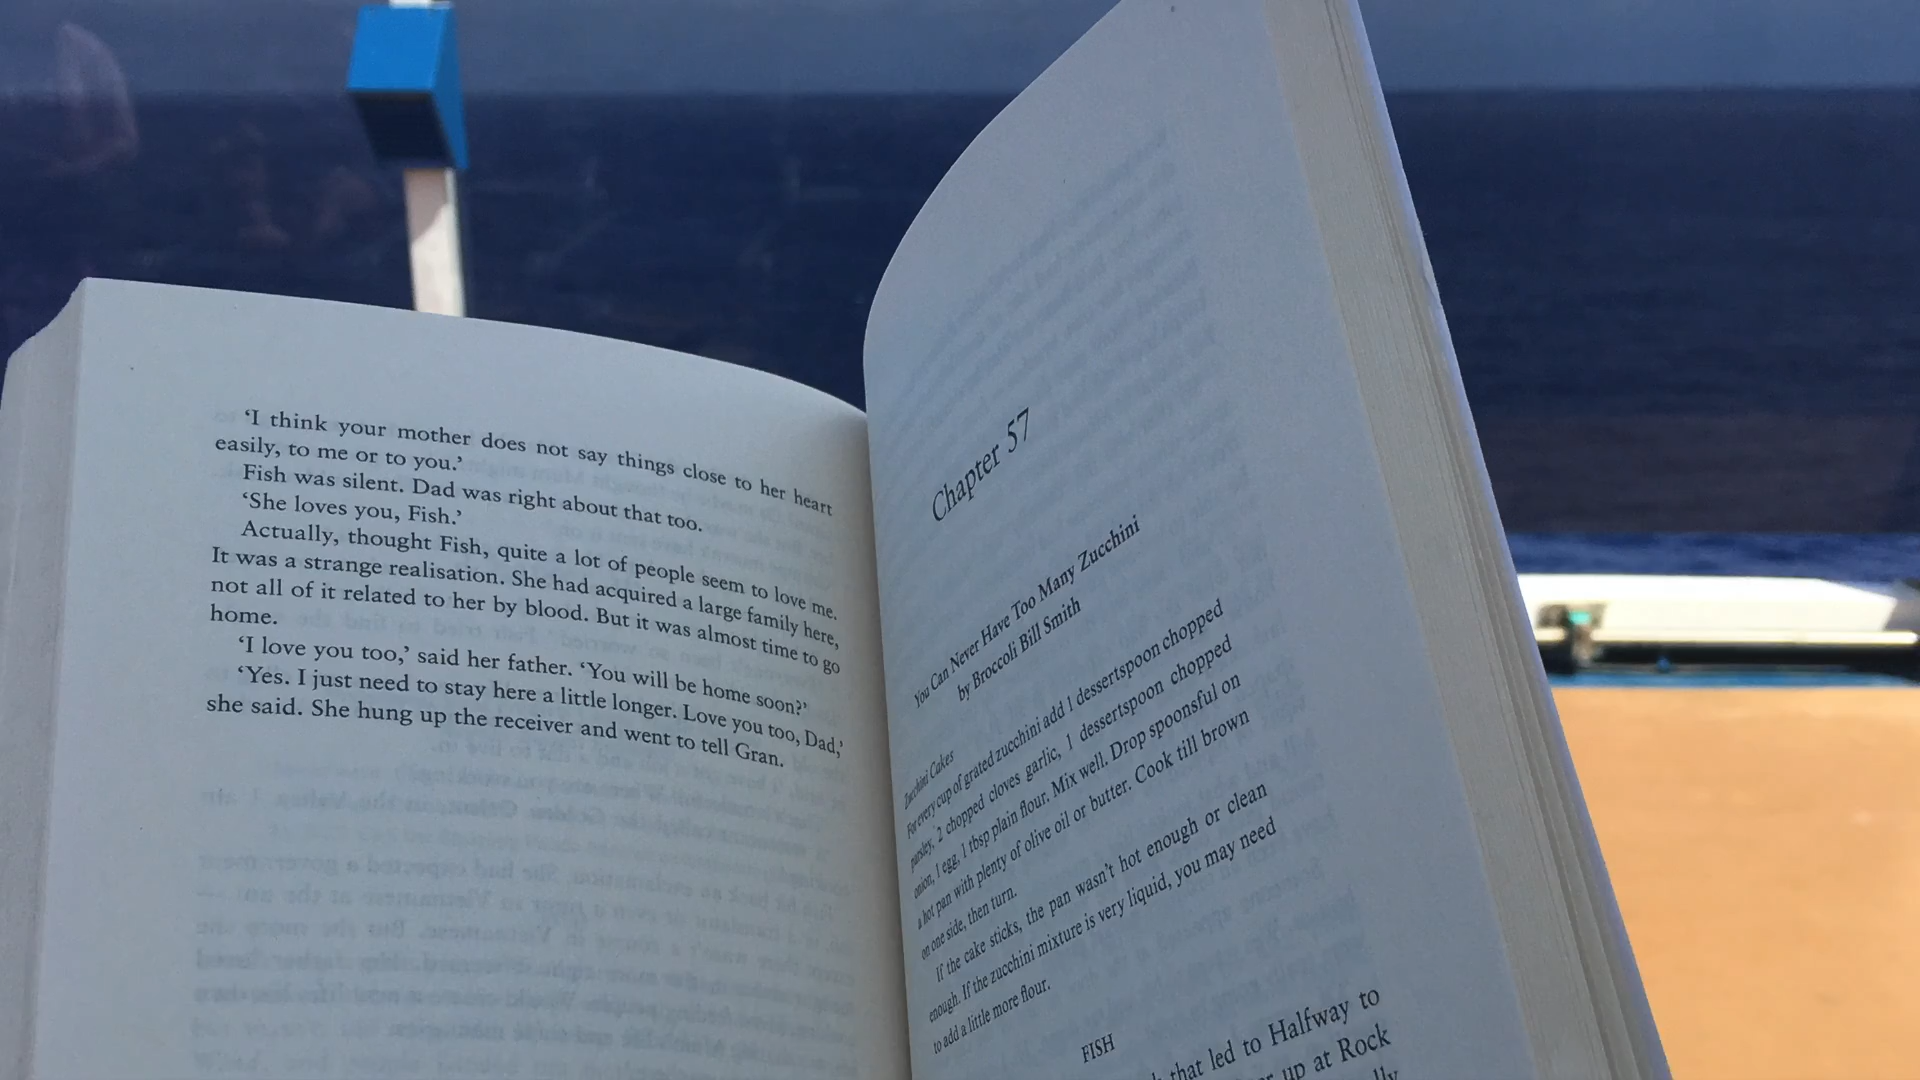 ‘I think your mother does not say things close to her heart
easily, to me or to you.’
Fish was silent. Dad was right about that too.
‘She loves you, Fish.’
Actually, thought Fish, quite a lot of people seem to love me.
It was a strange realisation. She had acquired a large family here,
not all of it related to her by blood. But it was almost time to go
home.
‘I love you too,’ said her father. ‘You will be home soon?’
‘Yes. I just need to stay here a little longer. Love you too, Dad,’
she said. She hung up the receiver and went to tell Gran.
Chapter 57
You Can Never Have Too Many Zucchini
by Broccoli Bill Smith
Zucchini Cakes
For every cup of grated zucchini add 1 dessertspoon chopped
parsley, 2 chopped cloves garlic, 1 dessertspoon chopped
onion, 1 egg, 1 tbsp plain flour. Mix well. Drop spoonsful on
a hot pan with plenty of olive oil or butter. Cook till brown
on one side, then turn.
If the cake sticks, the pan wasn't hot enough or clean
enough. If the zucchini mixture is very liquid, you may need
to add a little more flour.
FISH
that led to Halfway to
up at Rock